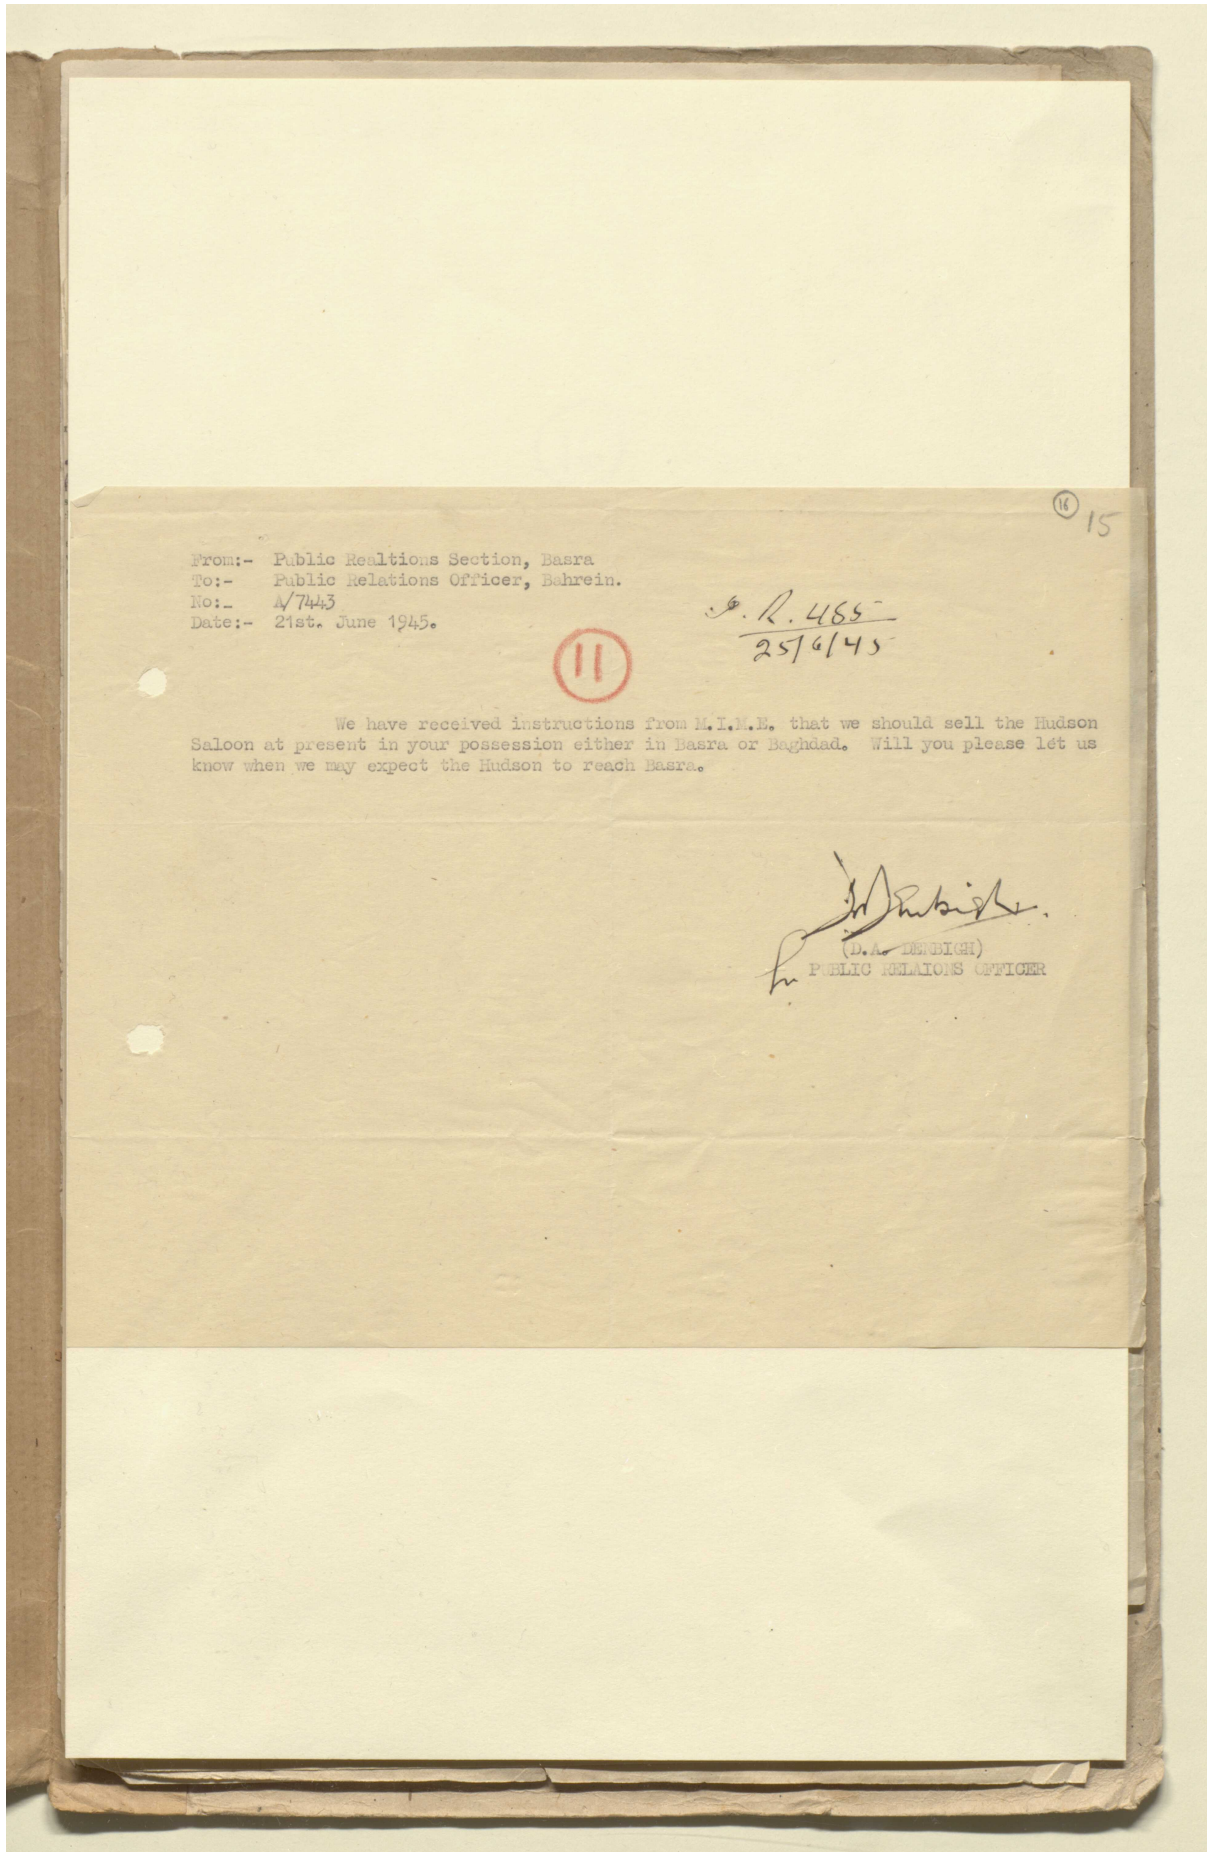 16
15
From:- Public Realtions Section, Basra
To:- Public Relations Officer, Bahrein.
No:- A/7443
Date:- 21st. June 1945.
R. 485
25/6/45
11
We have received instructions from M.I.M.E. that we should sell the Hudson
Saloon at present in your possession either in Basra or Baghdad. Will you please let us
know when we may expect the Hudson to reach Basra.
Denbigh.
(D.A. DENBIGH)
PUBLIC RELAIONS OFFICER